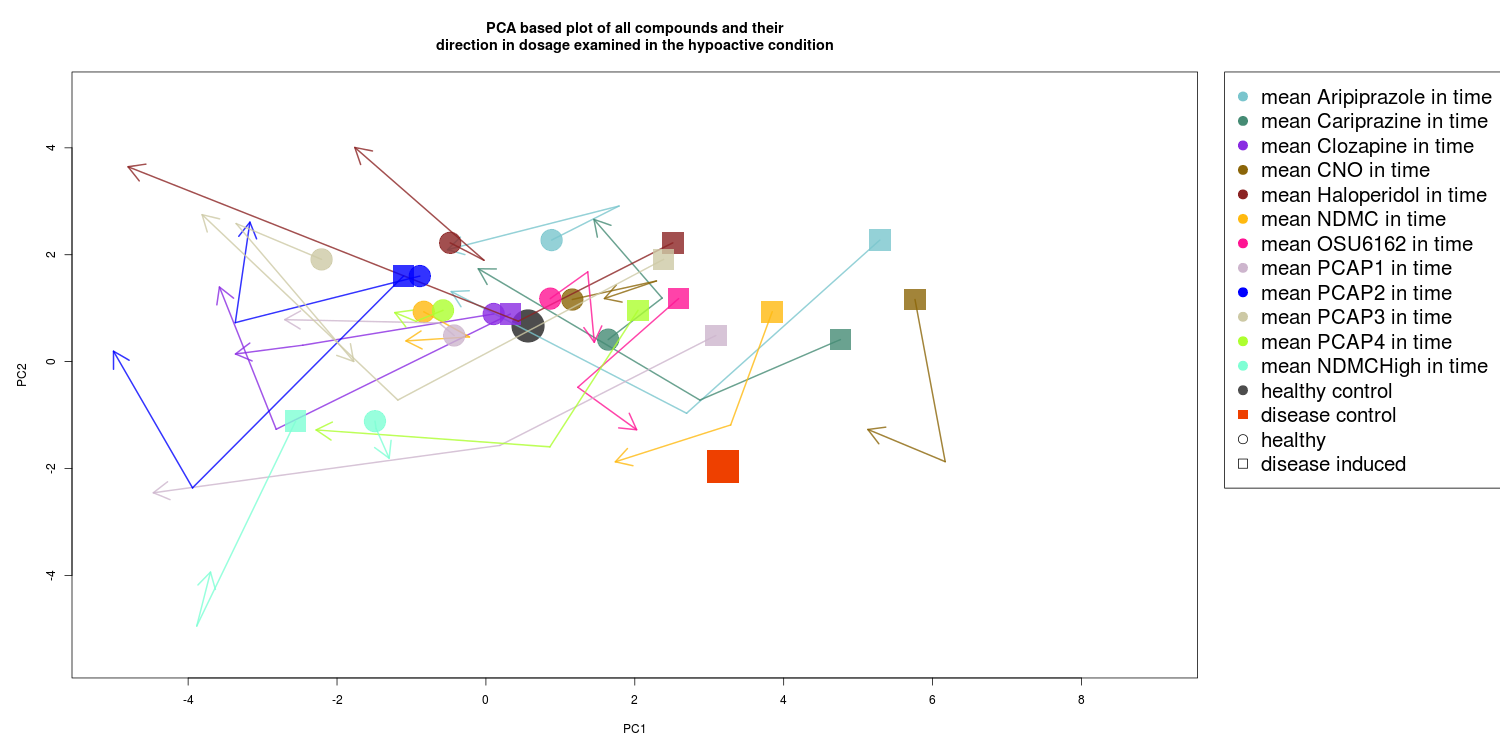 PCA based plot of all compounds and their
direction in dosage examined in the hypoactive condition
mean Aripiprazole in time
mean Cariprazine in time
mean Clozapine in time
mean CNO in time
mean Haloperidol in time
mean NDMC in time
mean OSU6162 in time
mean PCAP1 in time
mean PCAP2 in time
mean PCAP3 in time
mean PCAP4 in time
mean NDMCHigh in time
healthy control
disease control
healthy
disease induced
PC2
4
2
0
-2
-4
-4 -2 0 2 4 6 8
PC1